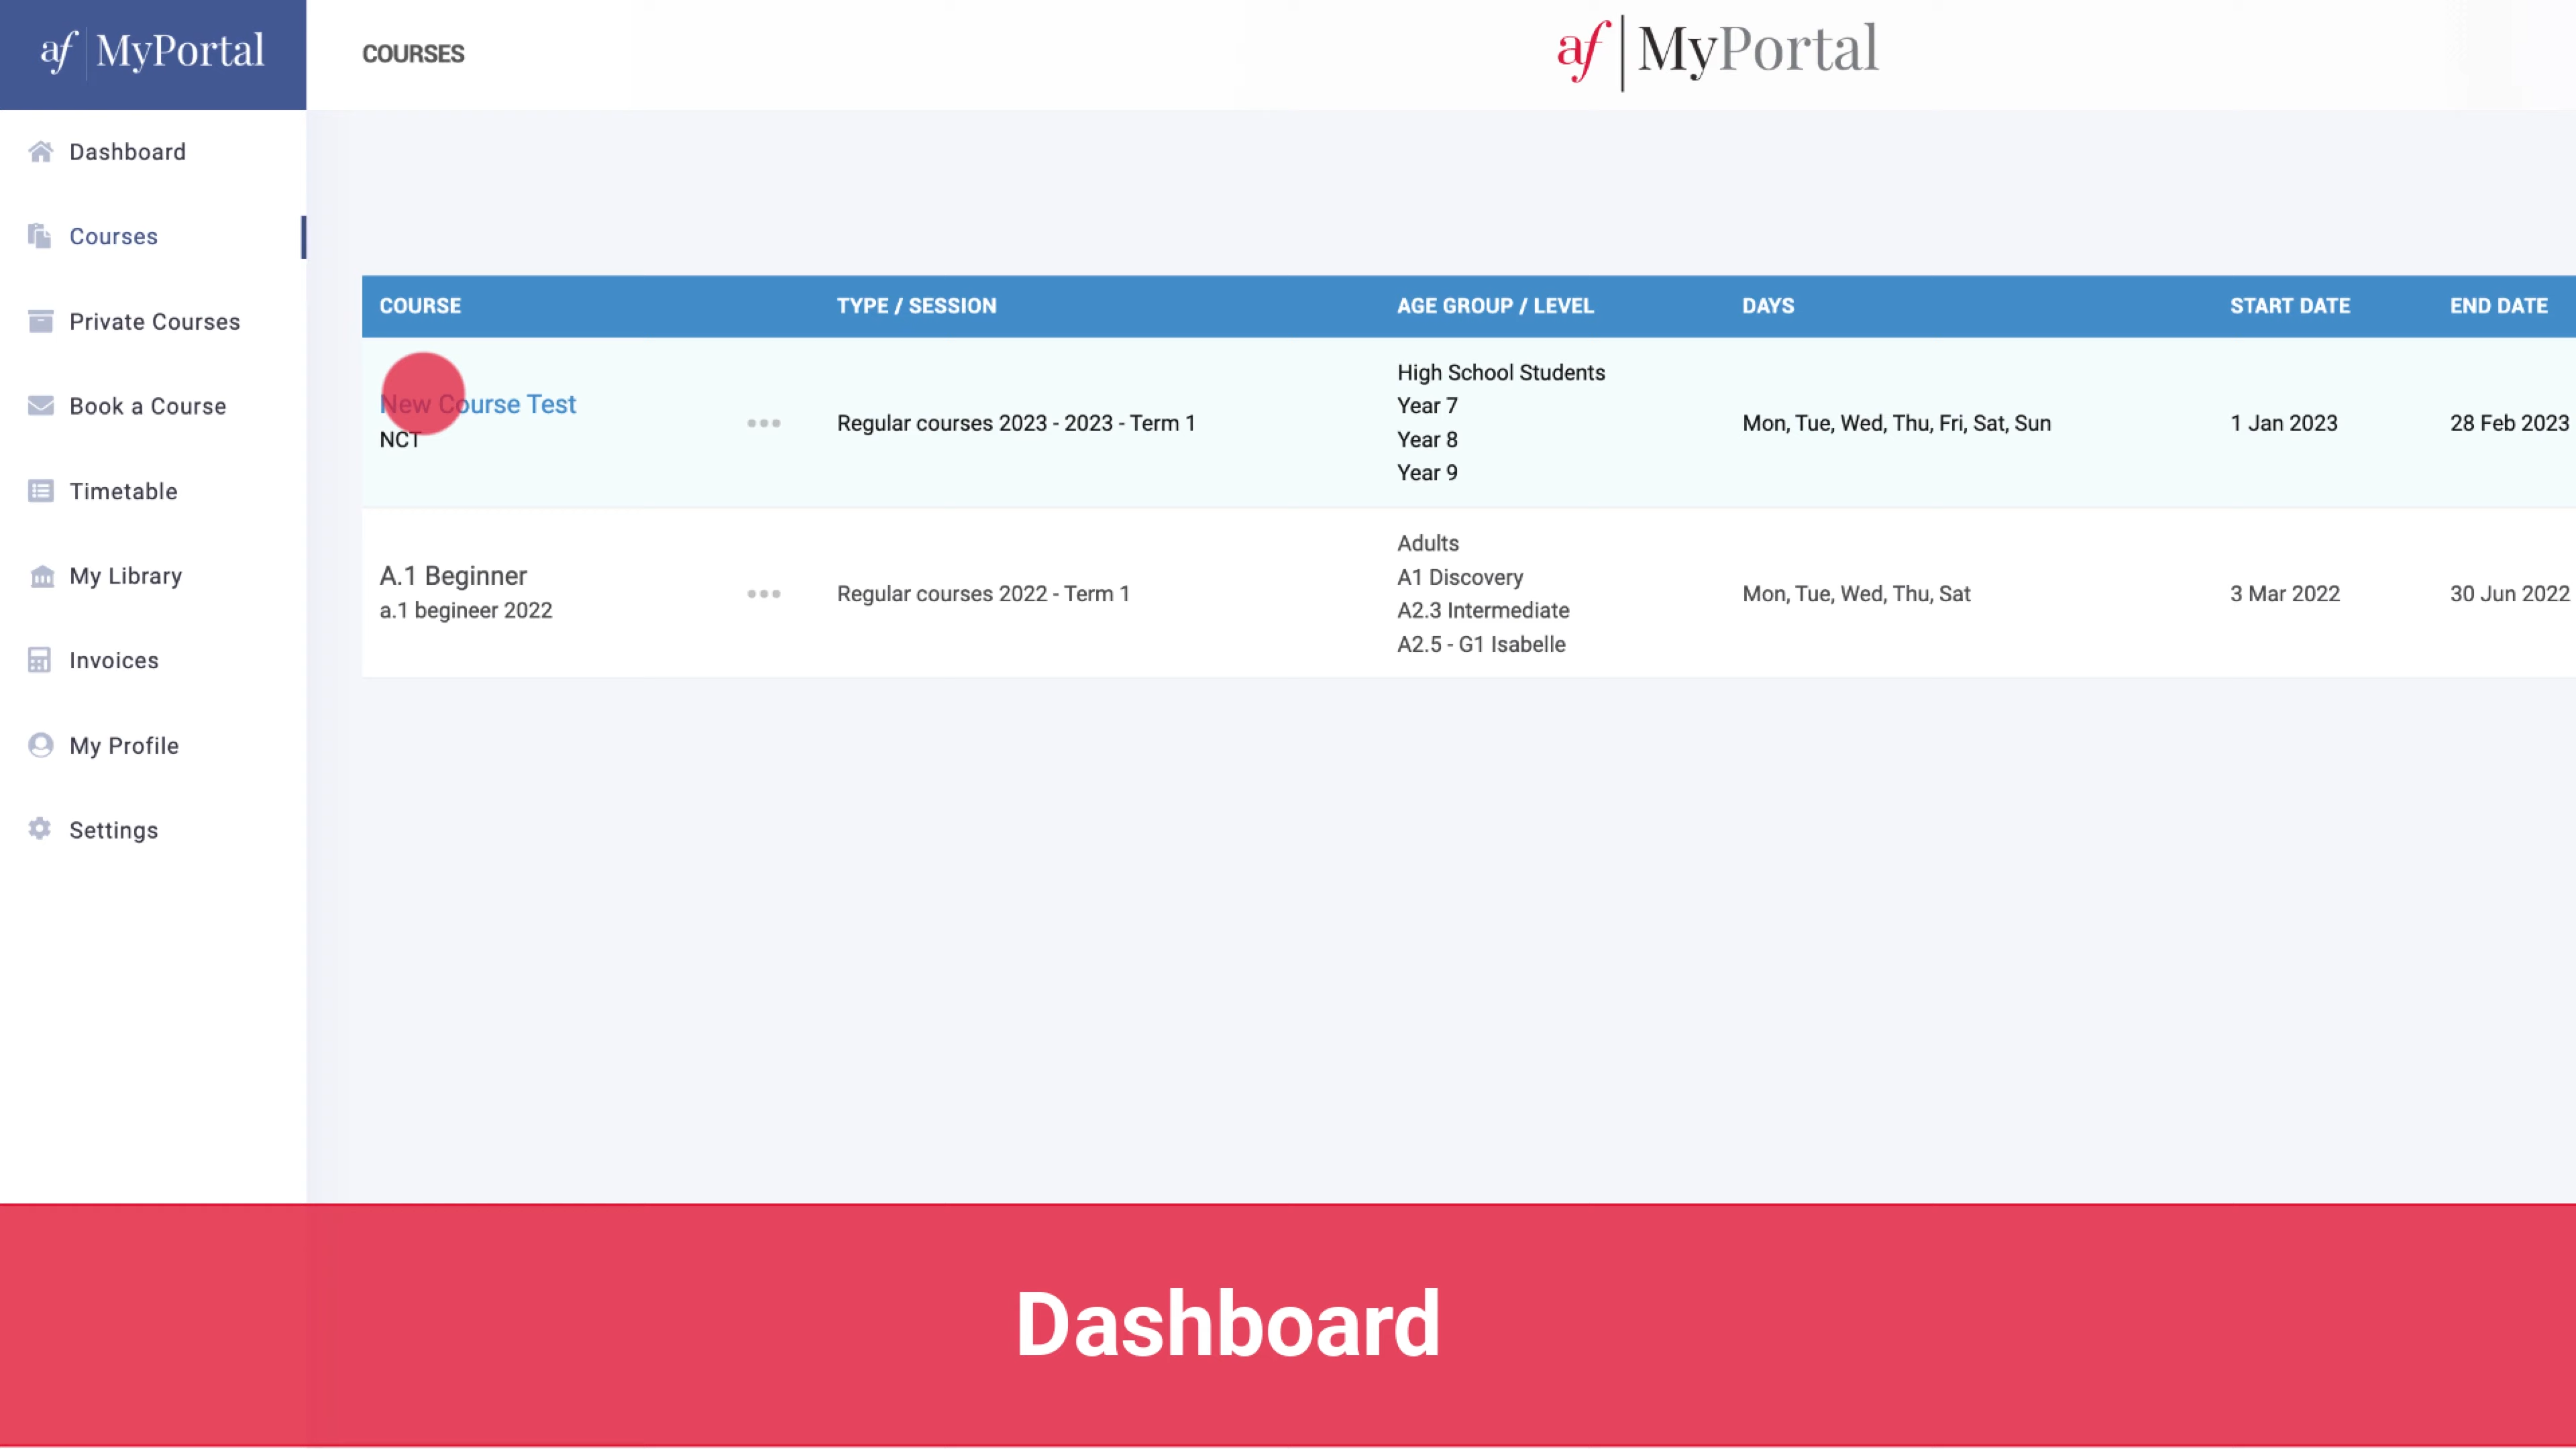 af MyPortal
COURSES
af MyPortal
Dashboard
Courses
Private Courses
Book a Course
Timetable
My Library
Invoices
My Profile
Settings
COURSE TYPE / SESSION AGE GROUP / LEVEL DAYS START DATE END DATE
New Course Test
NCT
Regular courses 2023 - 2023 - Term 1
High School Students
Year 7
Year 8
Year 9
Mon, Tue, Wed, Thu, Fri, Sat, Sun
1 Jan 2023
28 Feb 2023
A.1 Beginner
a.1 begineer 2022
Regular courses 2022 - Term 1
Adults
A1 Discovery
A2.3 Intermediate
A2.5 - G1 Isabelle
Mon, Tue, Wed, Thu, Sat
3 Mar 2022
30 Jun 2022
Dashboard